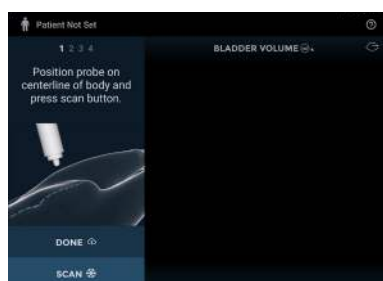 Patient Not Set
1 2 3 4
Position probe on
centerline of body and
press scan button.
DONE
SCAN
BLADDER VOLUME